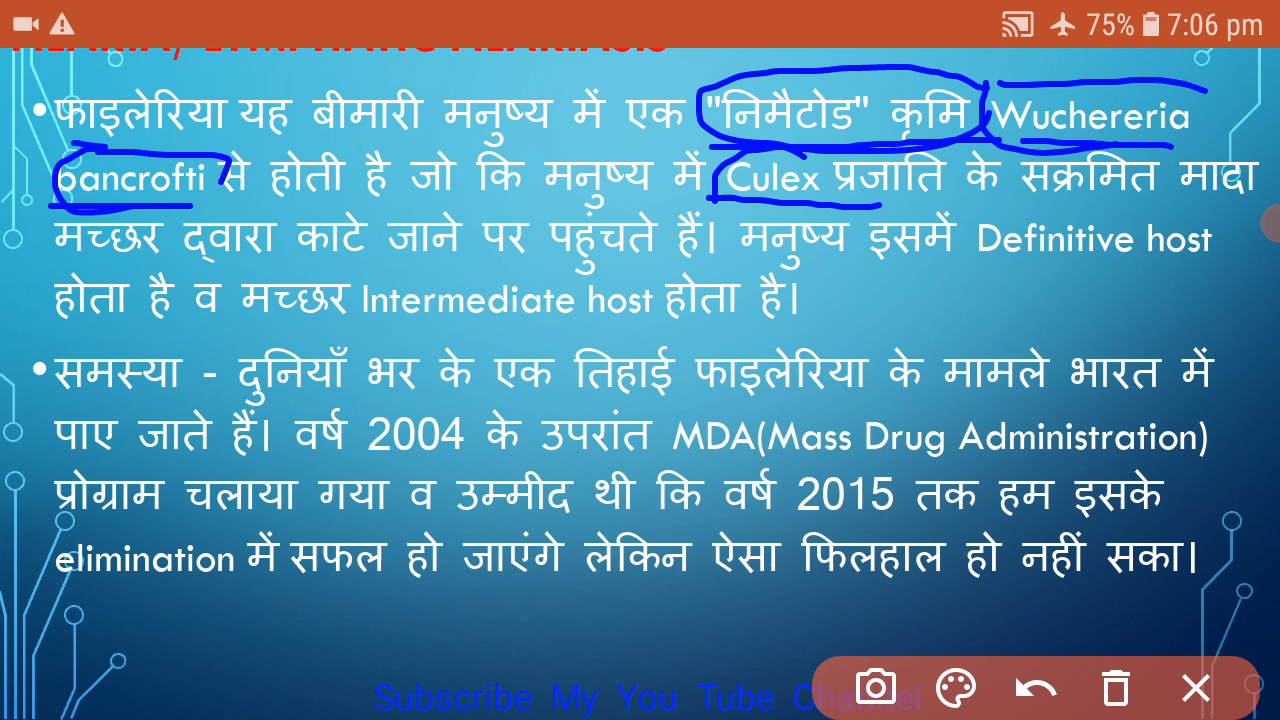 75% 7:06 pm
फाइलेरिया यह बीमारी मनुष्य में एक "निमैटोड" कृमि Wuchereria
bancrofti से होती है जो कि मनुष्य में Culex प्रजाति के सक्रमित मादा
मच्छर द्वारा काटे जाने पर पहुंचते हैं। मनुष्य इसमें Definitive host
होता है व मच्छर Intermediate host होता है।
समस्या - दुनियाँ भर के एक तिहाई फाइलेरिया के मामले भारत में
पाए जाते हैं। वर्ष 2004 के उपरांत MDA(Mass Drug Administration)
प्रोग्राम चलाया गया व उम्मीद थी कि वर्ष 2015 तक हम इसके
elimination में सफल हो जाएंगे लेकिन ऐसा फिलहाल हो नहीं सका।
Subscribe My You Tube Channel